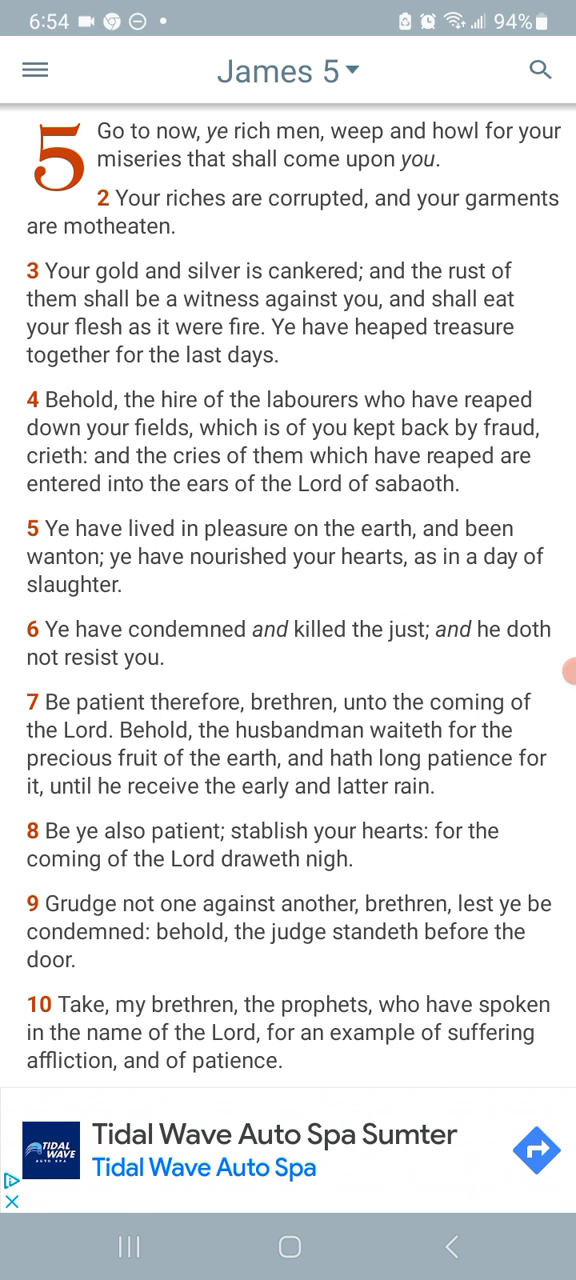 6:54
94%
James 5
5 Go to now, ye rich men, weep and howl for your
miseries that shall come upon you.
2 Your riches are corrupted, and your garments
are motheaten.
3 Your gold and silver is cankered; and the rust of
them shall be a witness against you, and shall eat
your flesh as it were fire. Ye have heaped treasure
together for the last days.
4 Behold, the hire of the labourers who have reaped
down your fields, which is of you kept back by fraud,
crieth: and the cries of them which have reaped are
entered into the ears of the Lord of sabaoth.
5 Ye have lived in pleasure on the earth, and been
wanton; ye have nourished your hearts, as in a day of
slaughter.
6 Ye have condemned and killed the just; and he doth
not resist you.
7 Be patient therefore, brethren, unto the coming of
the Lord. Behold, the husbandman waiteth for the
precious fruit of the earth, and hath long patience for
it, until he receive the early and latter rain.
8 Be ye also patient; stablish your hearts: for the
coming of the Lord draweth nigh.
9 Grudge not one against another, brethren, lest ye be
condemned: behold, the judge standeth before the
door.
10 Take, my brethren, the prophets, who have spoken
in the name of the Lord, for an example of suffering
affliction, and of patience.
TIDAL
WAVE
AUTO SPA
Tidal Wave Auto Spa Sumter
Tidal Wave Auto Spa